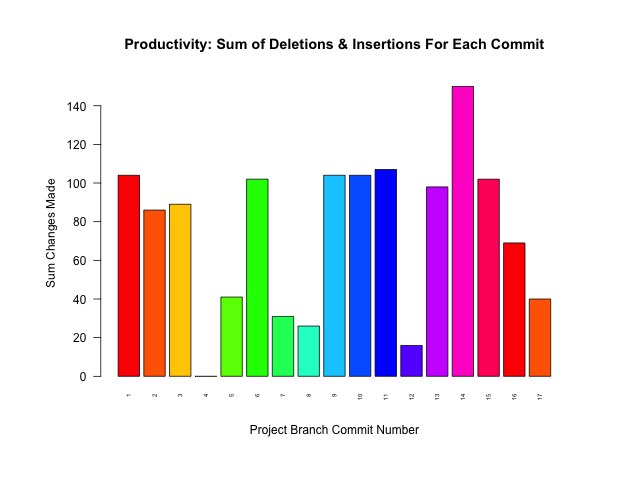 Productivity: Sum of Deletions & Insertions For Each Commit
Sum Changes Made
140
120
100
80
60
40
20
0
1 2 3 4 5 6 7 8 9 10 11 12 13 14 15 16 17
Project Branch Commit Number